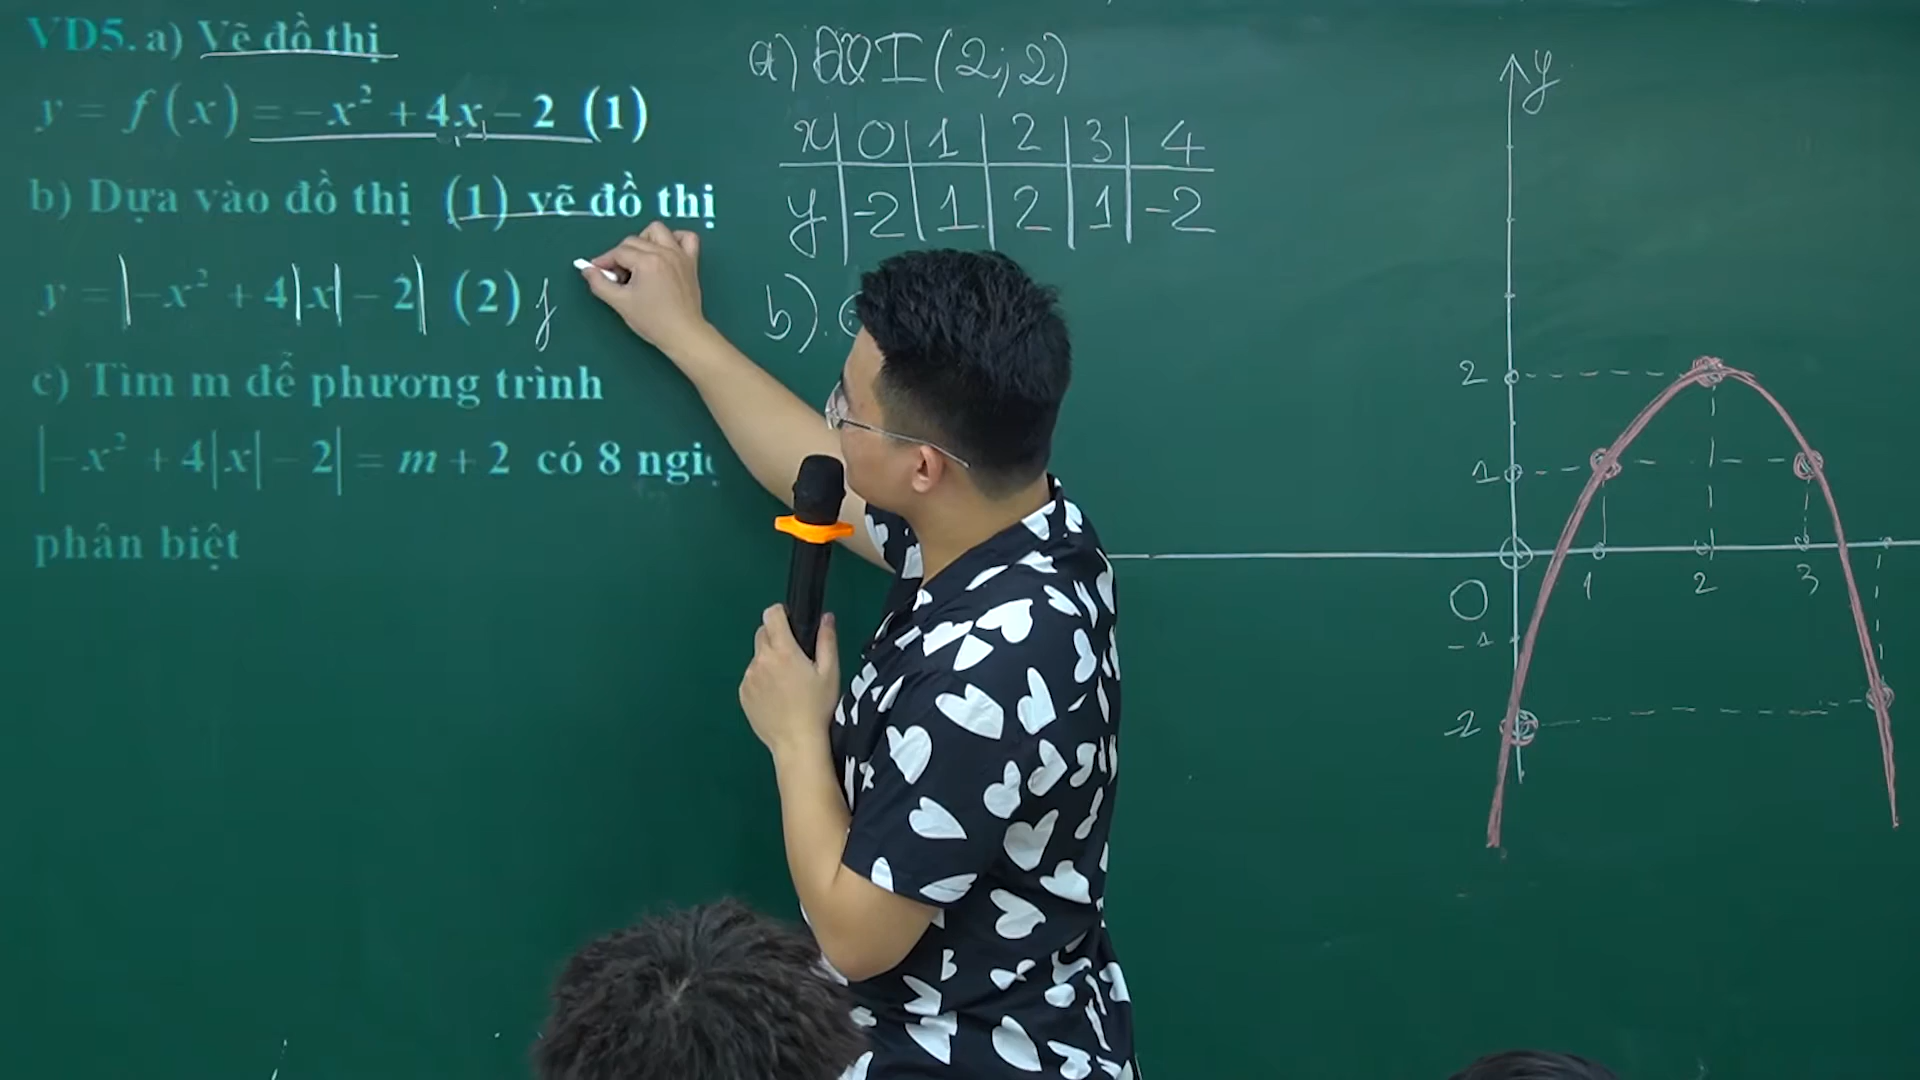 VD5. a) Vẽ đồ thị
y = f(x) = -x² + 4x - 2 (1)
b) Dựa vào đồ thị (1) vẽ đồ thị
y = |-x² + 4|x| - 2| (2) f
c) Tìm m để phương trình
|-x² + 4|x| - 2| = m + 2 có 8
phân biệt
a) I(2; 2)
x | 0 | 1 | 2 | 3 | 4
y | -2 | 1 | 2 | 1 | -2
b).
y
2
1
O 1 2 3
-1
-2